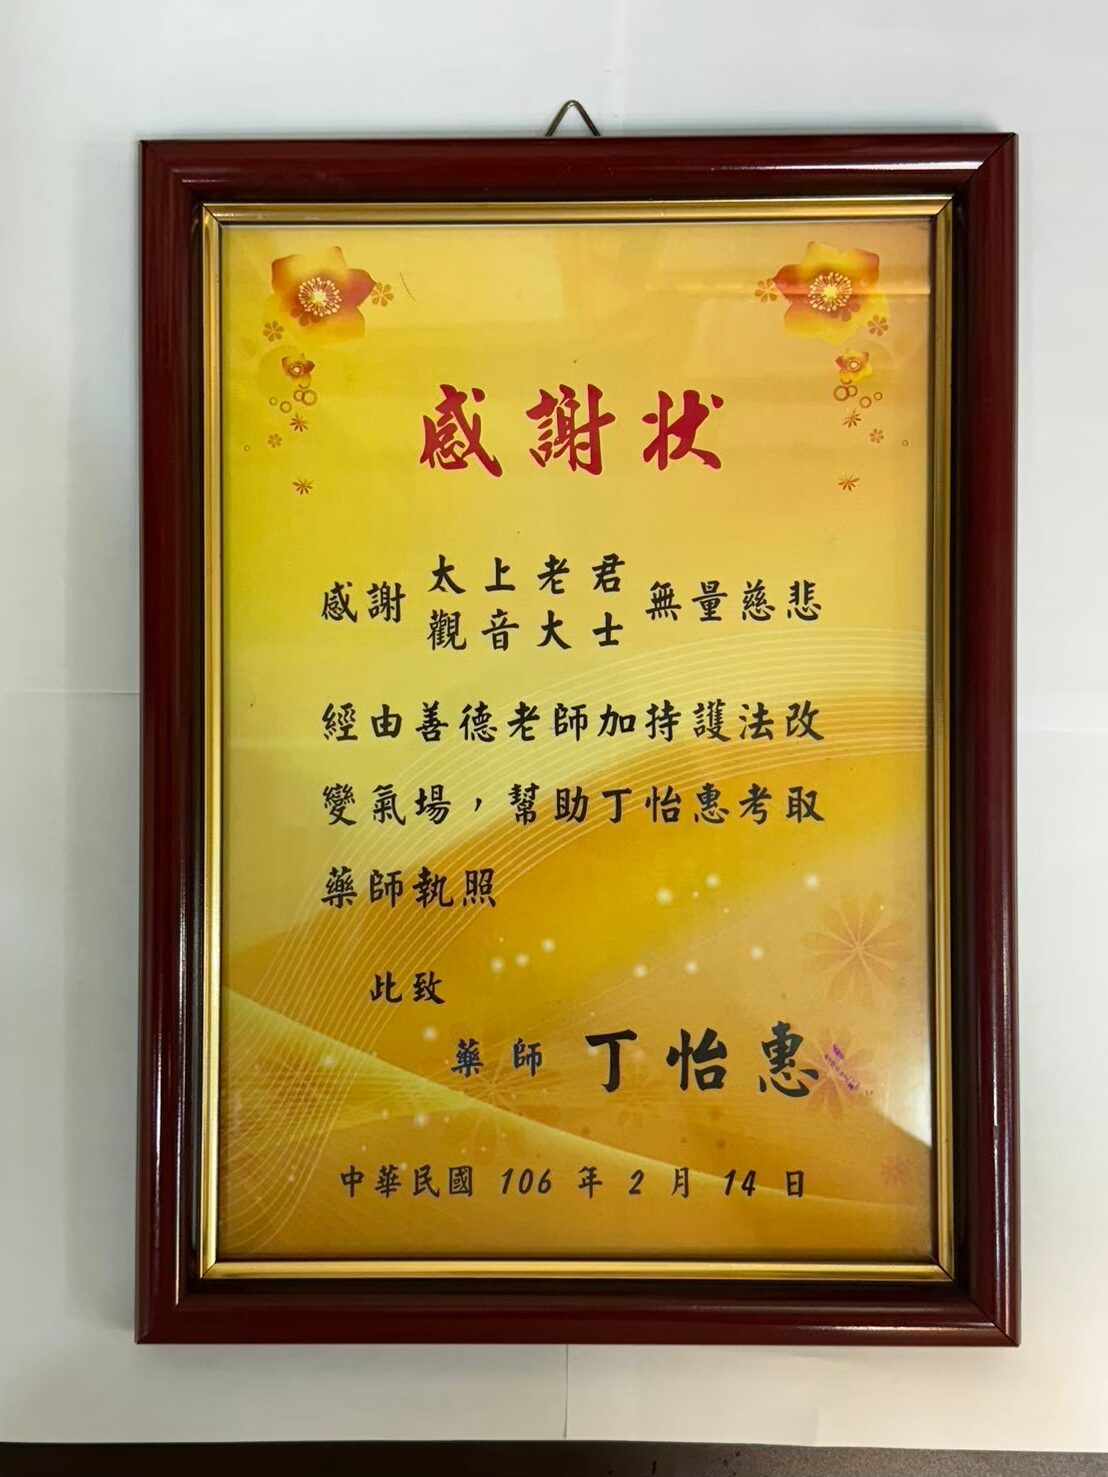 感謝狀
感謝 太上老君 無量慈悲
觀音大士
經由善德老師加持護法改
變氣場，幫助丁怡惠考取
藥師執照
此致
藥師 丁怡惠
中華民國 106 年 2 月 14 日